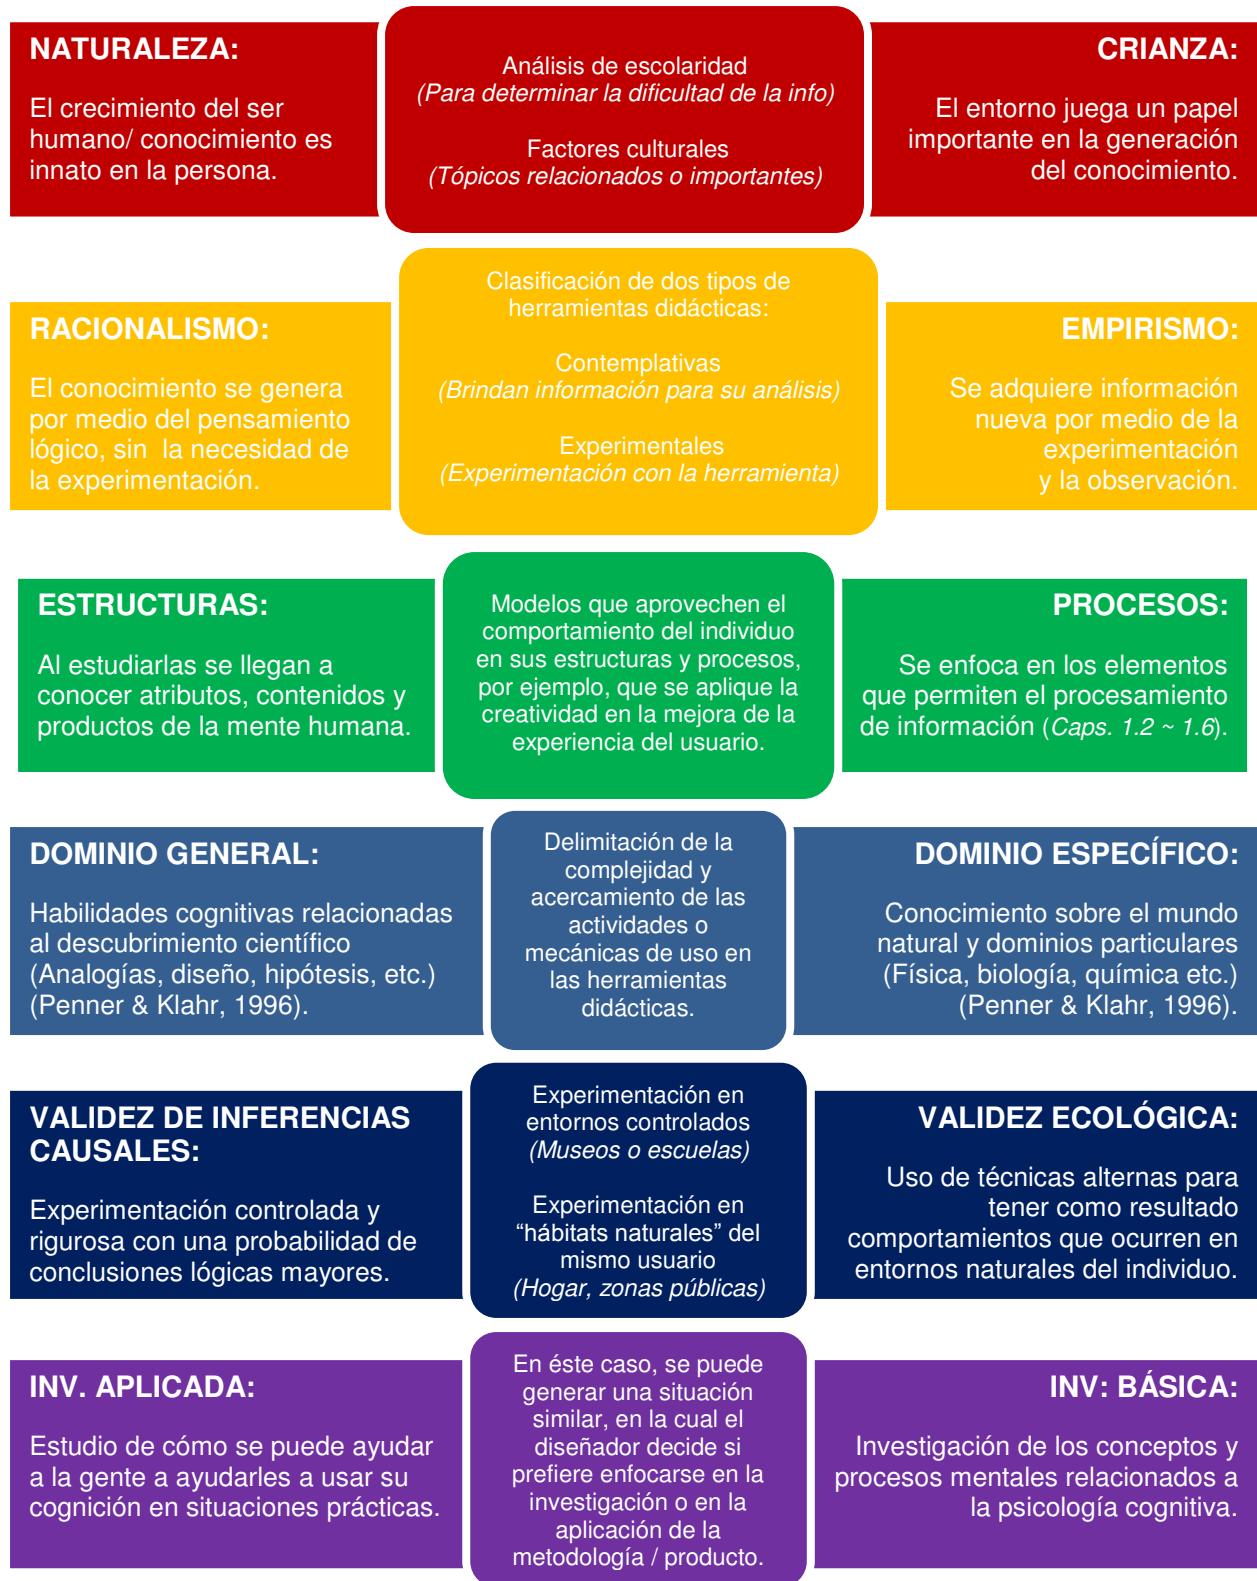 NATURALEZA:
El crecimiento del ser
humano/ conocimiento es
innato en la persona.
Análisis de escolaridad
(Para determinar la dificultad de la info)
Factores culturales
(Tópicos relacionados o importantes)
CRIANZA:
El entorno juega un papel
importante en la generación
del conocimiento.
RACIONALISMO:
El conocimiento se genera
por medio del pensamiento
lógico, sin  la necesidad de
la experimentación.
Clasificación de dos tipos de
herramientas didácticas:
Contemplativas
(Brindan información para su análisis)
Experimentales
(Experimentación con la herramienta)
EMPIRISMO:
Se adquiere información
nueva por medio de la
experimentación
y la observación.
ESTRUCTURAS:
Al estudiarlas se llegan a
conocer atributos, contenidos y
productos de la mente humana.
Modelos que aprovechen el
comportamiento del individuo
en sus estructuras y procesos,
por ejemplo, que se aplique la
creatividad en la mejora de la
experiencia del usuario.
PROCESOS:
Se enfoca en los elementos
que permiten el procesamiento
de información (Caps. 1.2 ~ 1.6).
DOMINIO GENERAL:
Habilidades cognitivas relacionadas
al descubrimiento científico
(Analogías, diseño, hipótesis, etc.)
(Penner & Klahr, 1996).
Delimitación de la
complejidad y
acercamiento de las
actividades o
mecánicas de uso en
las herramientas
didácticas.
DOMINIO ESPECÍFICO:
Conocimiento sobre el mundo
natural y dominios particulares
(Física, biología, química etc.)
(Penner & Klahr, 1996).
VALIDEZ DE INFERENCIAS
CAUSALES:
Experimentación controlada y
rigurosa con una probabilidad de
conclusiones lógicas mayores.
Experimentación en
entornos controlados
(Museos o escuelas)
Experimentación en
“hábitats naturales” del
mismo usuario
(Hogar, zonas públicas)
VALIDEZ ECOLÓGICA:
Uso de técnicas alternas para
tener como resultado
comportamientos que ocurren en
entornos naturales del individuo.
INV. APLICADA:
Estudio de cómo se puede ayudar
a la gente a ayudarles a usar su
cognición en situaciones prácticas.
En éste caso, se puede
generar una situación
similar, en la cual el
diseñador decide si
prefiere enfocarse en la
investigación o en la
aplicación de la
metodología / producto.
INV: BÁSICA:
Investigación de los conceptos y
procesos mentales relacionados a
la psicología cognitiva.